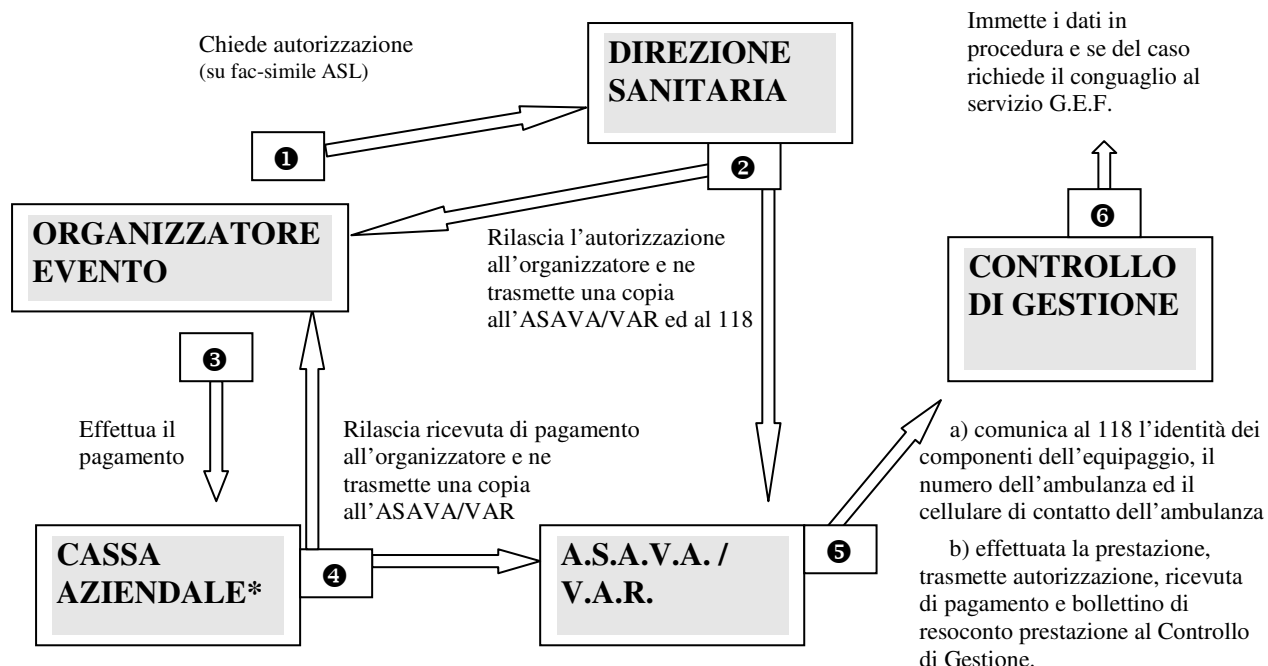 Chiede autorizzazione
(su fac-simile ASL)
DIREZIONE
SANITARIA
Immette i dati in
procedura e se del caso
richiede il conguaglio al
servizio G.E.F.
❶
❷
❻
ORGANIZZATORE
EVENTO
Rilascia l’autorizzazione
all’organizzatore e ne
trasmette una copia
all’ASAVA/VAR ed al 118
CONTROLLO
DI GESTIONE
❸
Effettua il
pagamento
Rilascia ricevuta di pagamento
all’organizzatore e ne
trasmette una copia
all’ASAVA/VAR
a) comunica al 118 l’identità dei
componenti dell’equipaggio, il
numero dell’ambulanza ed il
cellulare di contatto dell’ambulanza
b) effettuata la prestazione,
trasmette autorizzazione, ricevuta
di pagamento e bollettino di
resoconto prestazione al Controllo
di Gestione.
CASSA
AZIENDALE*
❹
A.S.A.V.A. /
V.A.R.
❺